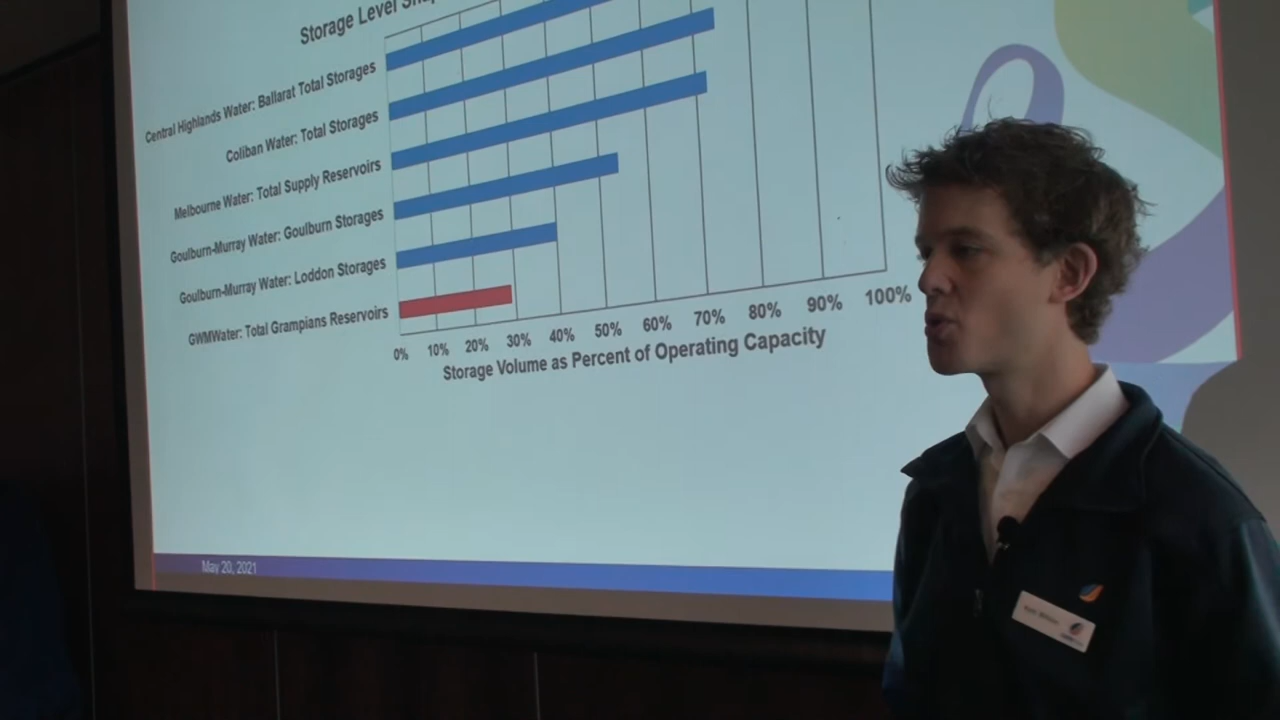 Storage Level
Central Highlands Water: Ballarat Total Storages
Coliban Water: Total Storages
Melbourne Water: Total Supply Reservoirs
Goulburn-Murray Water: Goulburn Storages
Goulburn-Murray Water: Loddon Storages
GWMWater: Total Grampians Reservoirs
0% 10% 20% 30% 40% 50% 60% 70% 80% 90% 100%
Storage Volume as Percent of Operating Capacity
May 20, 2021